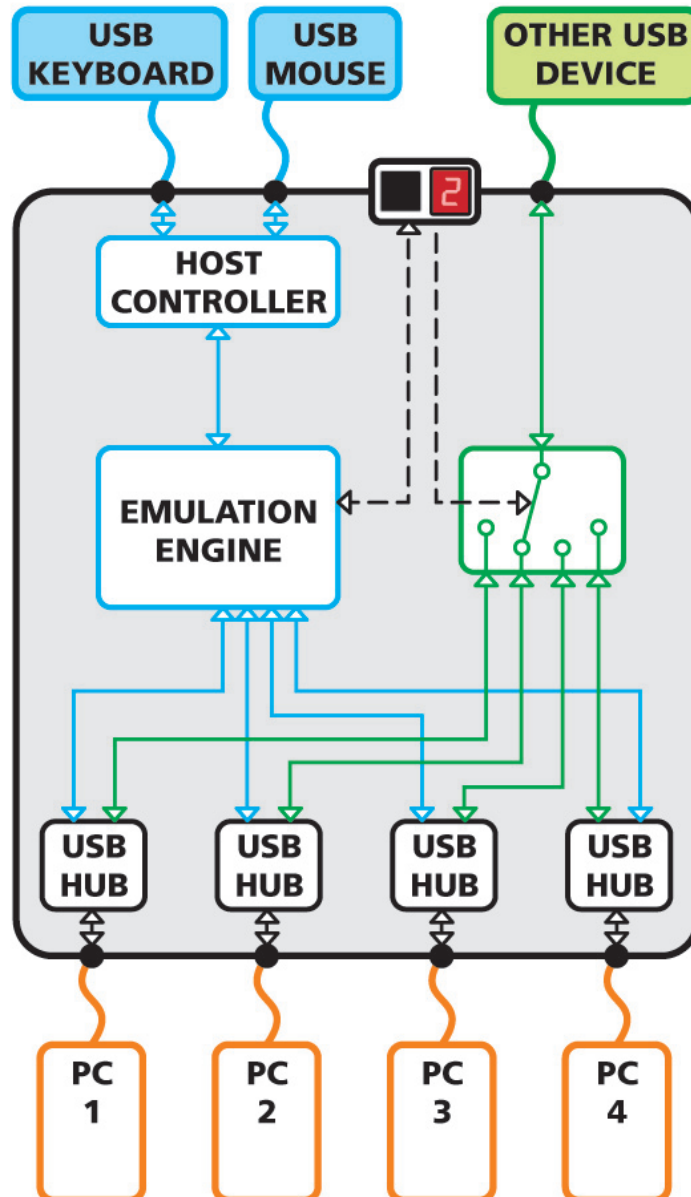 USB
KEYBOARD
USB
MOUSE
OTHER USB
DEVICE
2
HOST
CONTROLLER
EMULATION
ENGINE
USB
HUB
USB
HUB
USB
HUB
USB
HUB
PC
1
PC
2
PC
3
PC
4